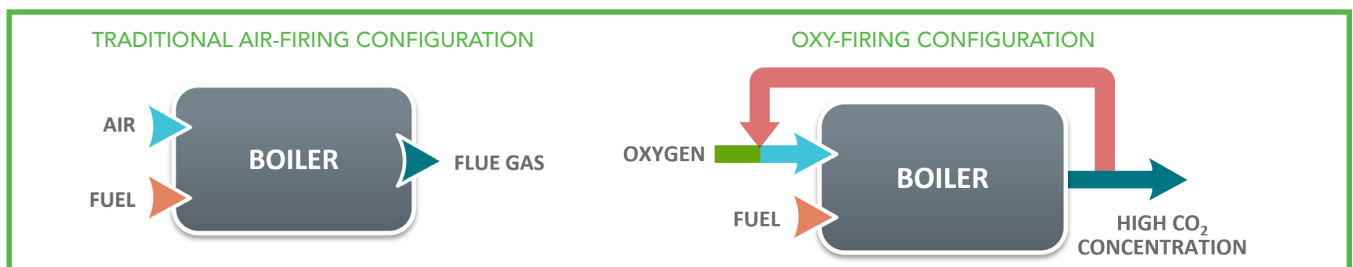 TRADITIONAL AIR-FIRING CONFIGURATION
AIR
FUEL
BOILER
FLUE GAS
OXY-FIRING CONFIGURATION
OXYGEN
FUEL
BOILER
HIGH CO₂
CONCENTRATION